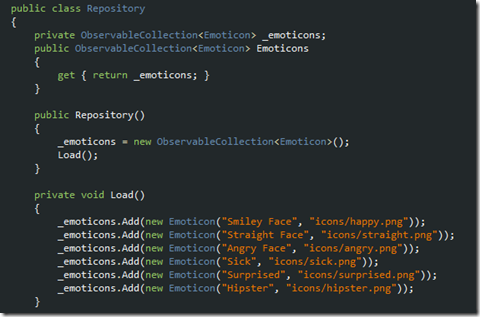 public class Repository
{
    private ObservableCollection<Emoticon> _emoticons;
    public ObservableCollection<Emoticon> Emoticons
    {
        get { return _emoticons; }
    }

    public Repository()
    {
        _emoticons = new ObservableCollection<Emoticon>();
        Load();
    }

    private void Load()
    {
        _emoticons.Add(new Emoticon("Smiley Face", "icons/happy.png"));
        _emoticons.Add(new Emoticon("Straight Face", "icons/straight.png"));
        _emoticons.Add(new Emoticon("Angry Face", "icons/angry.png"));
        _emoticons.Add(new Emoticon("Sick", "icons/sick.png"));
        _emoticons.Add(new Emoticon("Surprised", "icons/surprised.png"));
        _emoticons.Add(new Emoticon("Hipster", "icons/hipster.png"));
    }